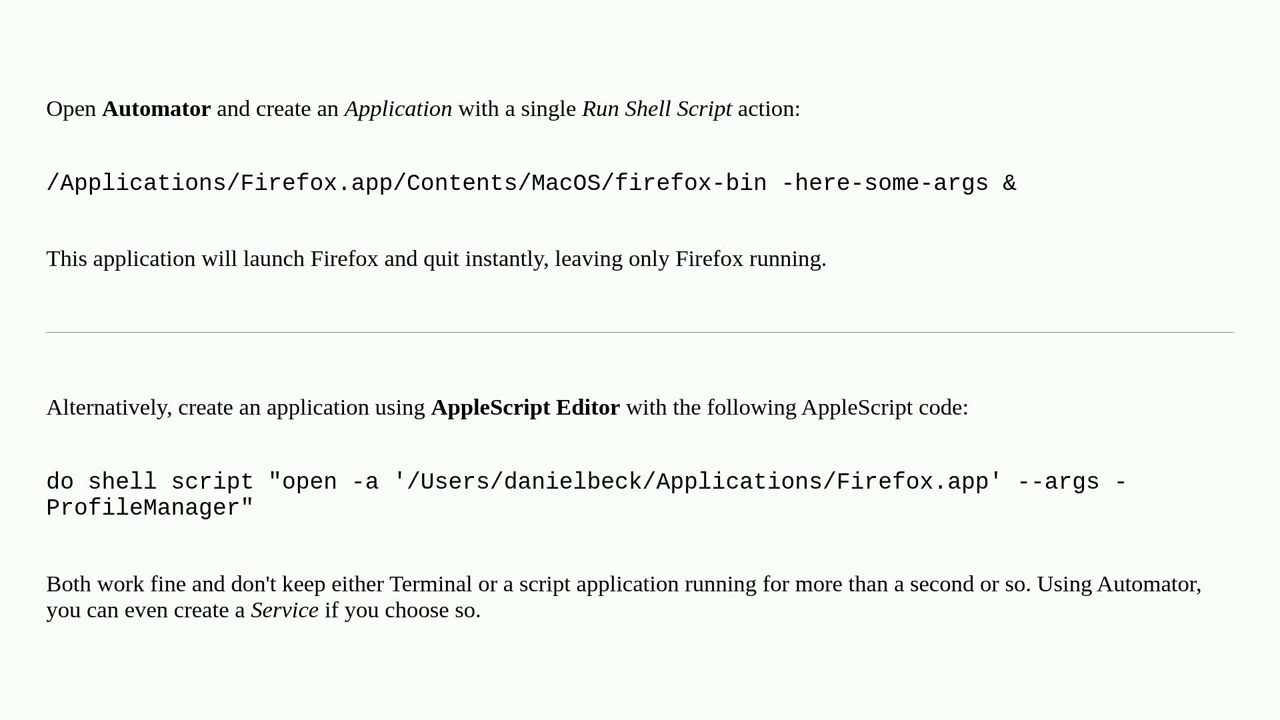 Open Automator and create an Application with a single Run Shell Script action:
/Applications/Firefox.app/Contents/MacOS/firefox-bin -here-some-args &
This application will launch Firefox and quit instantly, leaving only Firefox running.
Alternatively, create an application using AppleScript Editor with the following AppleScript code:
do shell script "open -a '/Users/danielbeck/Applications/Firefox.app' --args -
ProfileManager"
Both work fine and don't keep either Terminal or a script application running for more than a second or so. Using Automator,
you can even create a Service if you choose so.